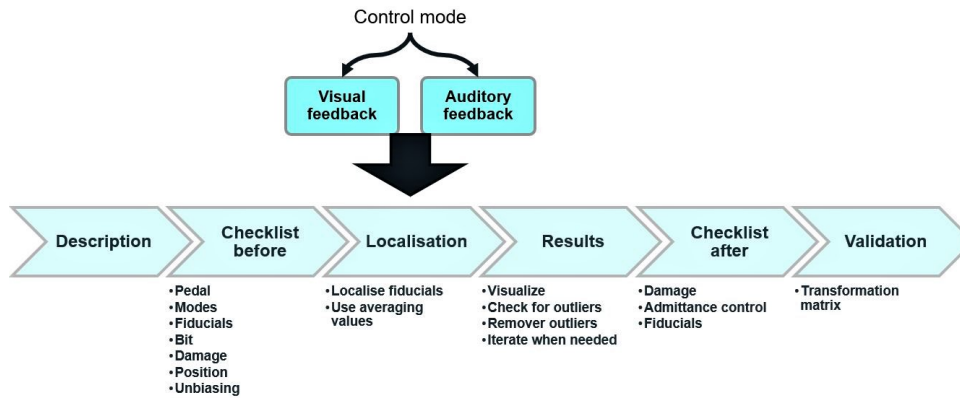 Control mode
Visual
feedback
Auditory
feedback
Description
Checklist
before
Localisation
Results
Checklist
after
Validation
•Pedal
•Modes
•Fiducials
•Bit
•Damage
•Position
•Unbiasing
•Localise fiducials
•Use averaging
values
•Visualize
•Check for outliers
•Remover outliers
•Iterate when needed
•Damage
•Admittance control
•Fiducials
•Transformation
matrix